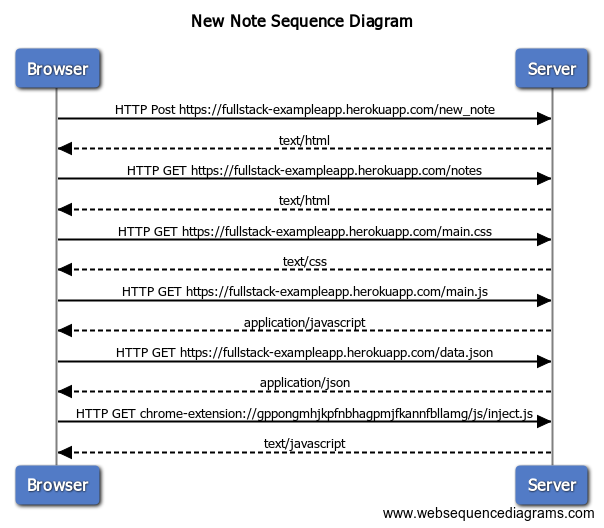 New Note Sequence Diagram
Browser Server
HTTP Post https://fullstack-exampleapp.herokuapp.com/new_note
text/html
HTTP GET https://fullstack-exampleapp.herokuapp.com/notes
text/html
HTTP GET https://fullstack-exampleapp.herokuapp.com/main.css
text/css
HTTP GET https://fullstack-exampleapp.herokuapp.com/main.js
application/javascript
HTTP GET https://fullstack-exampleapp.herokuapp.com/data.json
application/json
HTTP GET chrome-extension://gppongmhjkpfnbhagpmjfkannfbllamg/js/inject.js
text/javascript
Browser Server
www.websequencediagrams.com